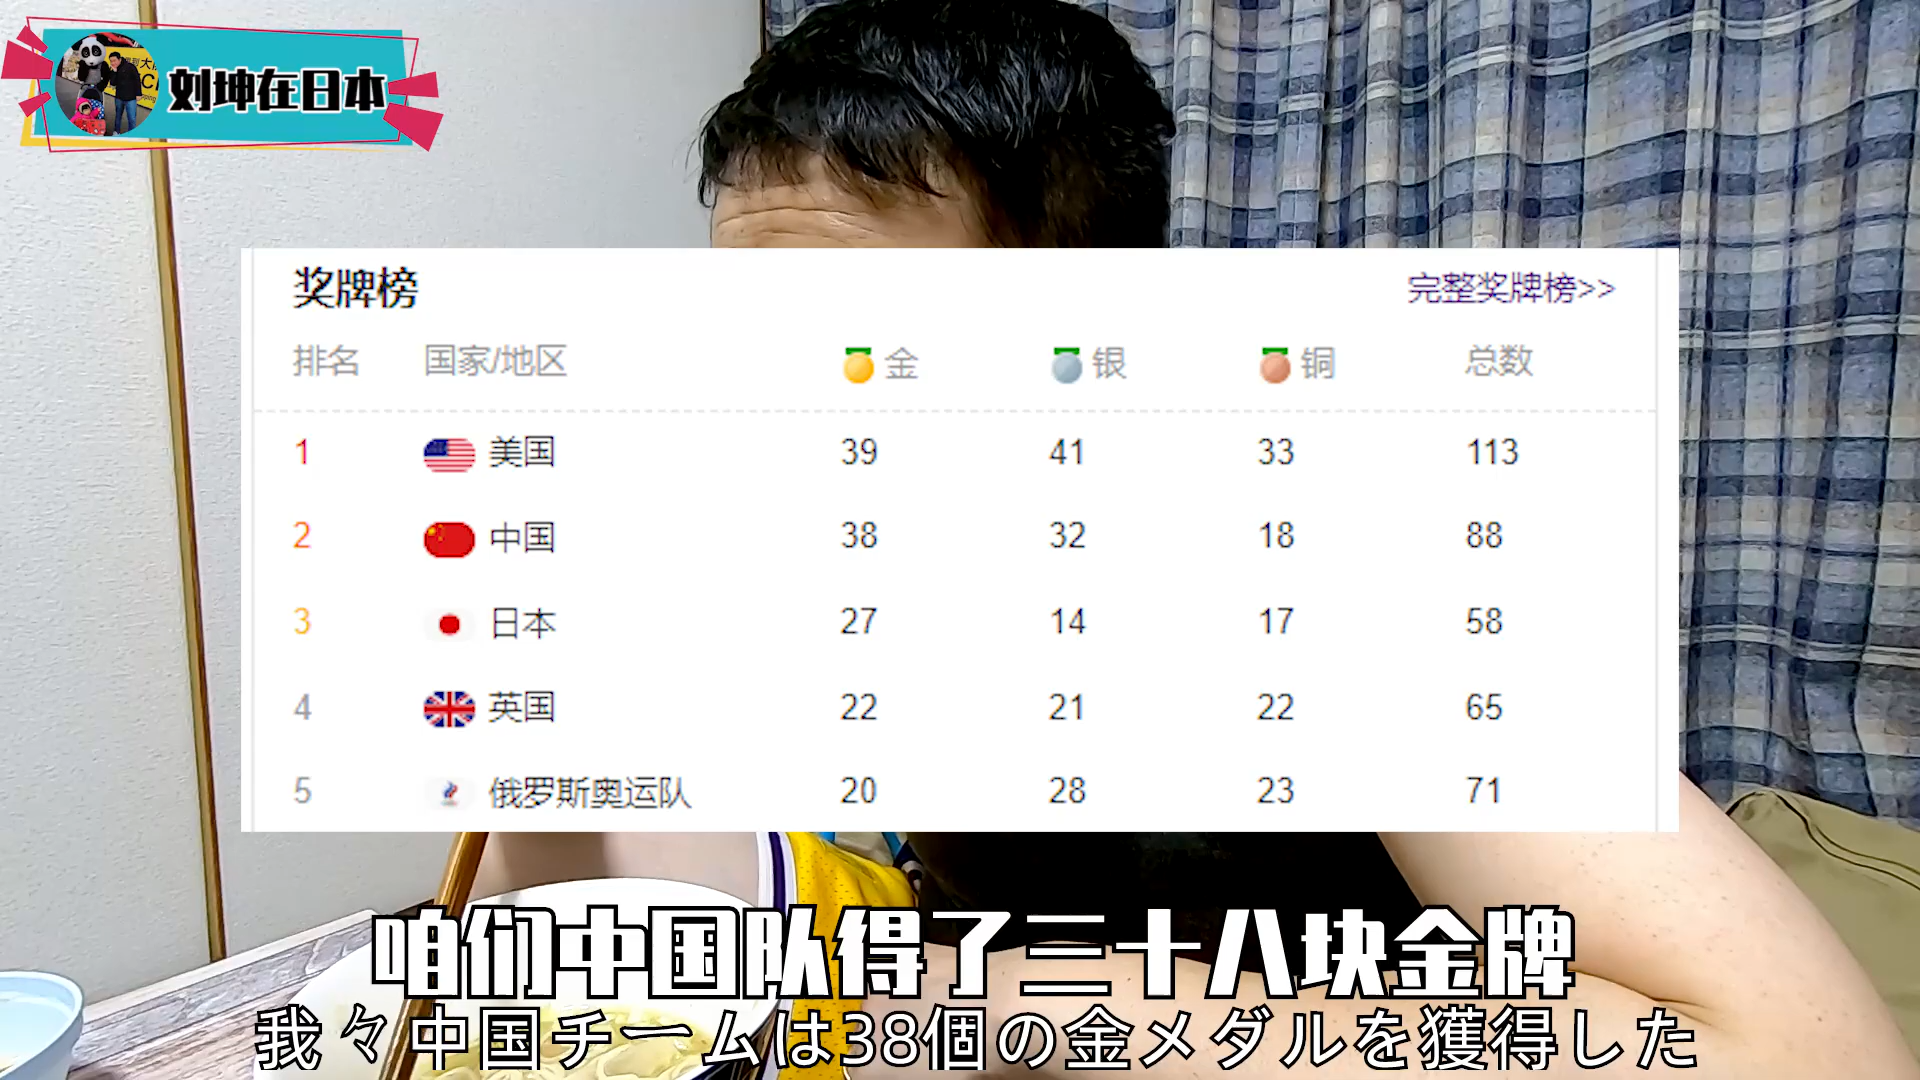 刘坤在日本
奖牌榜 完整奖牌榜>>
排名 国家/地区 金 银 铜 总数
1 美国 39 41 33 113
2 中国 38 32 18 88
3 日本 27 14 17 58
4 英国 22 21 22 65
5 俄罗斯奥运队 20 28 23 71
咱们中国队得了三十八块金牌
我々中国チームは38個の金メダルを獲得した